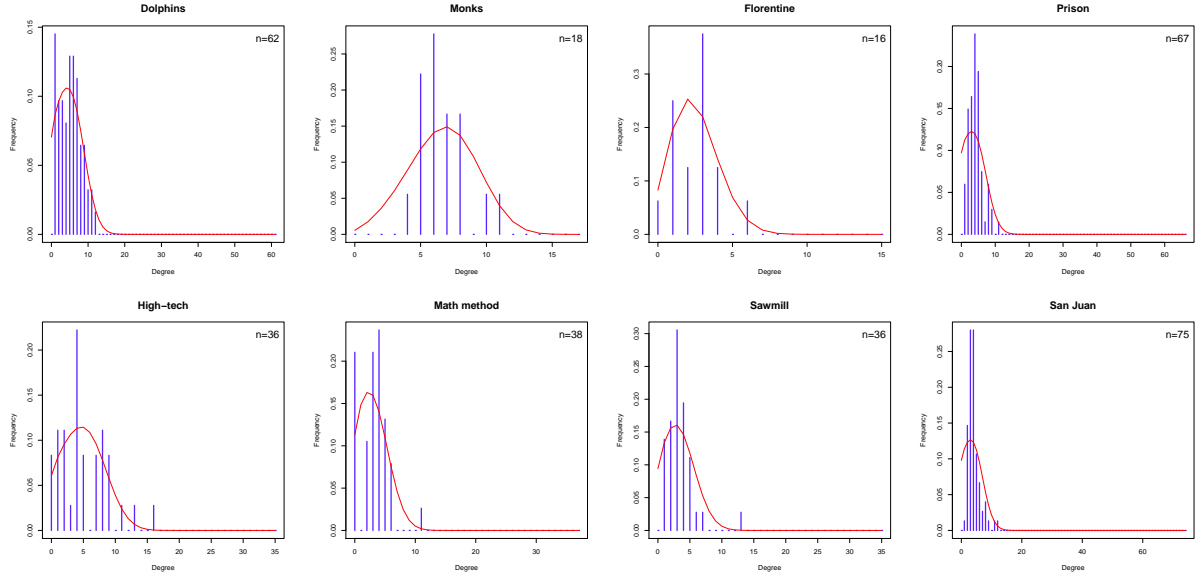 Dolphins
n=62
Frequency
0.00
0.05
0.10
0.15
0 10 20 30 40 50 60
Degree
Monks
n=18
Frequency
0.00
0.05
0.10
0.15
0.20
0.25
0 5 10 15
Degree
Florentine
n=16
Frequency
0.0
0.1
0.2
0.3
0 5 10 15
Degree
Prison
n=67
Frequency
0.00
0.05
0.10
0.15
0.20
0 10 20 30 40 50 60
Degree
High−tech
n=36
Frequency
0.00
0.05
0.10
0.15
0.20
0 5 10 15 20 25 30 35
Degree
Math method
n=38
Frequency
0.00
0.05
0.10
0.15
0.20
0 10 20 30
Degree
Sawmill
n=36
Frequency
0.00
0.05
0.10
0.15
0.20
0.25
0.30
0 5 10 15 20 25 30 35
Degree
San Juan
n=75
Frequency
0.00
0.05
0.10
0.15
0.20
0.25
0 20 40 60
Degree